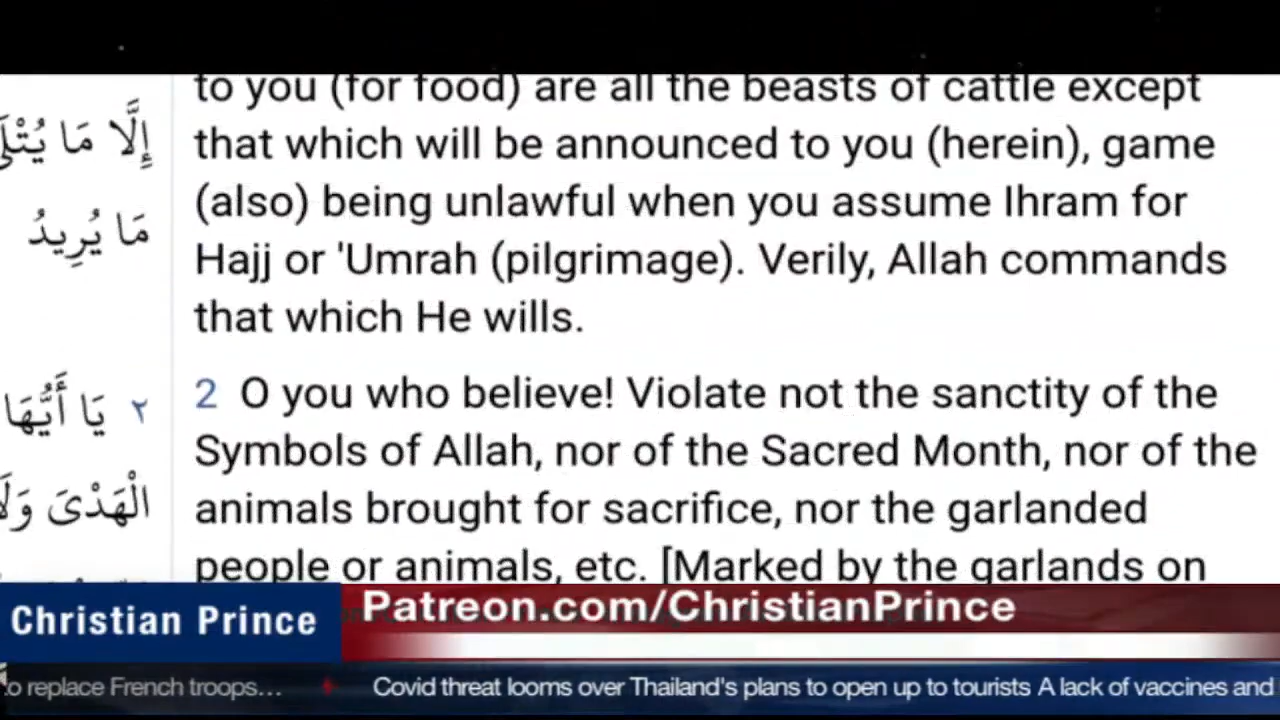 to you (for food) are all the beasts of cattle except
that which will be announced to you (herein), game
(also) being unlawful when you assume Ihram for
Hajj or 'Umrah (pilgrimage). Verily, Allah commands
that which He wills.
إِلَّا مَا يُتْلَى
مَا يُرِيدُ
2 O you who believe! Violate not the sanctity of the
Symbols of Allah, nor of the Sacred Month, nor of the
animals brought for sacrifice, nor the garlanded
people or animals, etc. [Marked by the garlands on
٢ يَا أَيُّهَا
الْهَدْىَ وَلَا
Christian Prince
Patreon.com/ChristianPrince
o replace French troops...
Covid threat looms over Thailand's plans to open up to tourists A lack of vaccines and